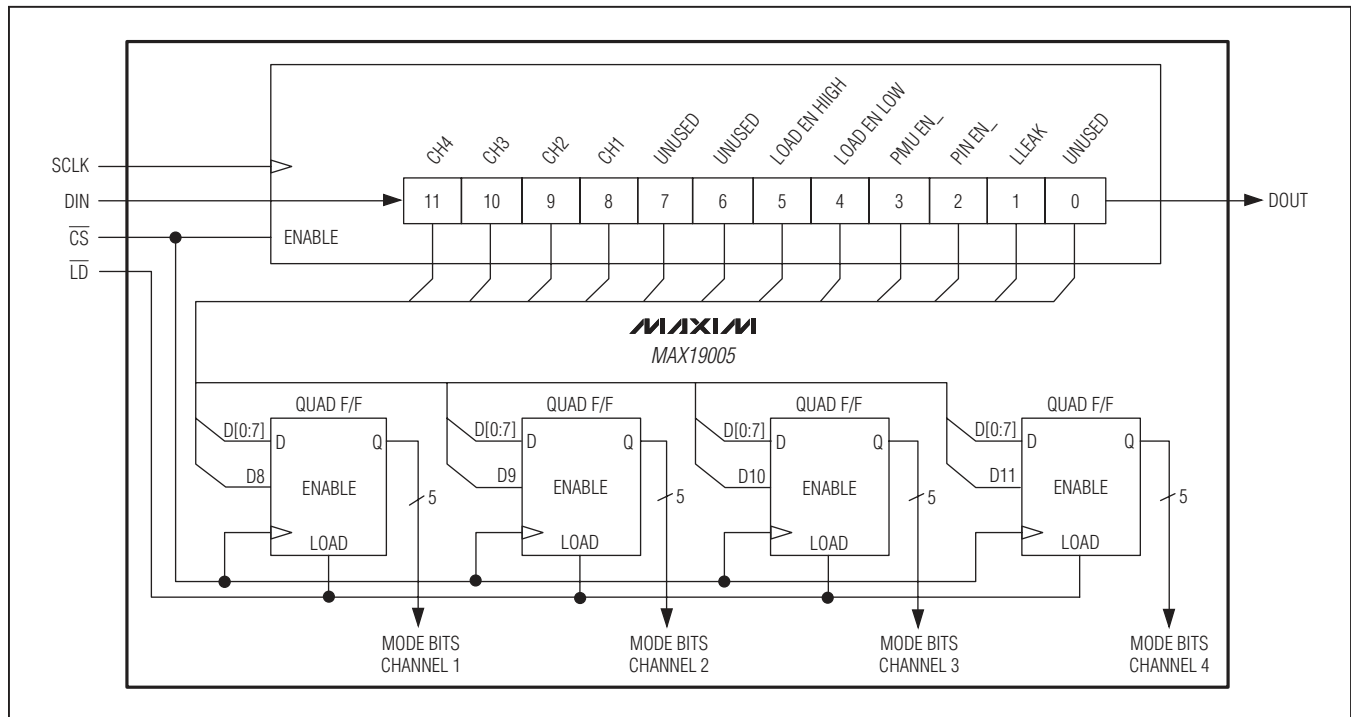 CH4
CH3
CH2
CH1
UNUSED
UNUSED
LOAD EN HIIGH
LOAD EN LOW
PMU EN_
PIN EN_
LLEAK
UNUSED
SCLK
DIN
11 10 9 8 7 6 5 4 3 2 1 0
DOUT
CS
ENABLE
LD
MAXIM
MAX19005
QUAD F/F
QUAD F/F
QUAD F/F
QUAD F/F
D[0:7] D Q
D[0:7] D Q
D[0:7] D Q
D[0:7] D Q
D8 ENABLE 5
D9 ENABLE 5
D10 ENABLE 5
D11 ENABLE 5
LOAD
LOAD
LOAD
LOAD
MODE BITS
CHANNEL 1
MODE BITS
CHANNEL 2
MODE BITS
CHANNEL 3
MODE BITS
CHANNEL 4